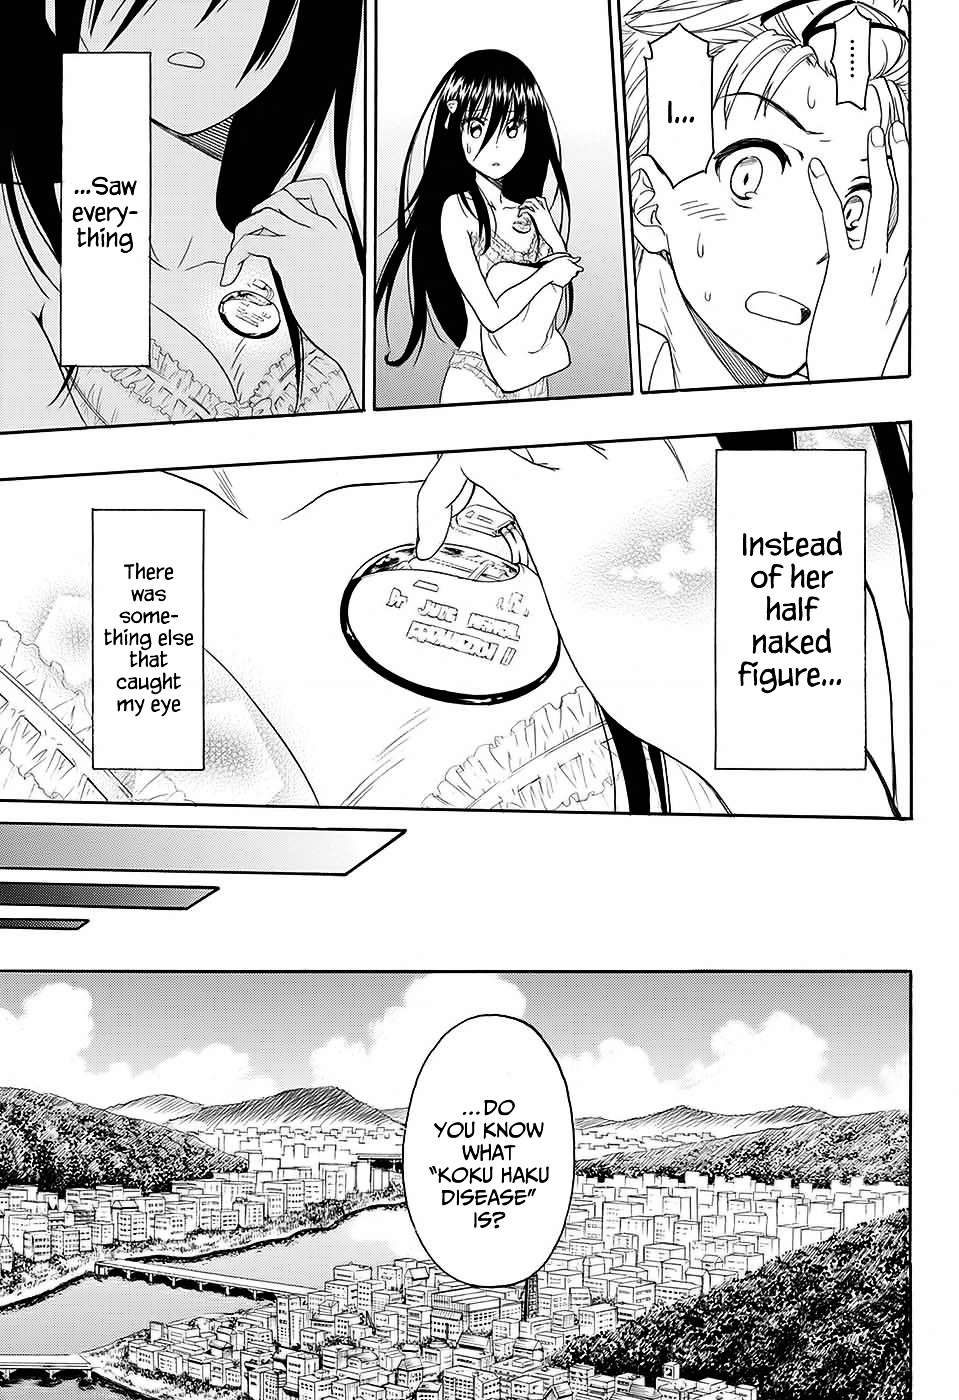 .......
I...
...Saw
every-
thing
Instead
of her
half
naked
figure...
There
was
some-
thing else
that
caught
my eye
...DO
YOU KNOW
WHAT
"KOKU HAKU
DISEASE"
IS?